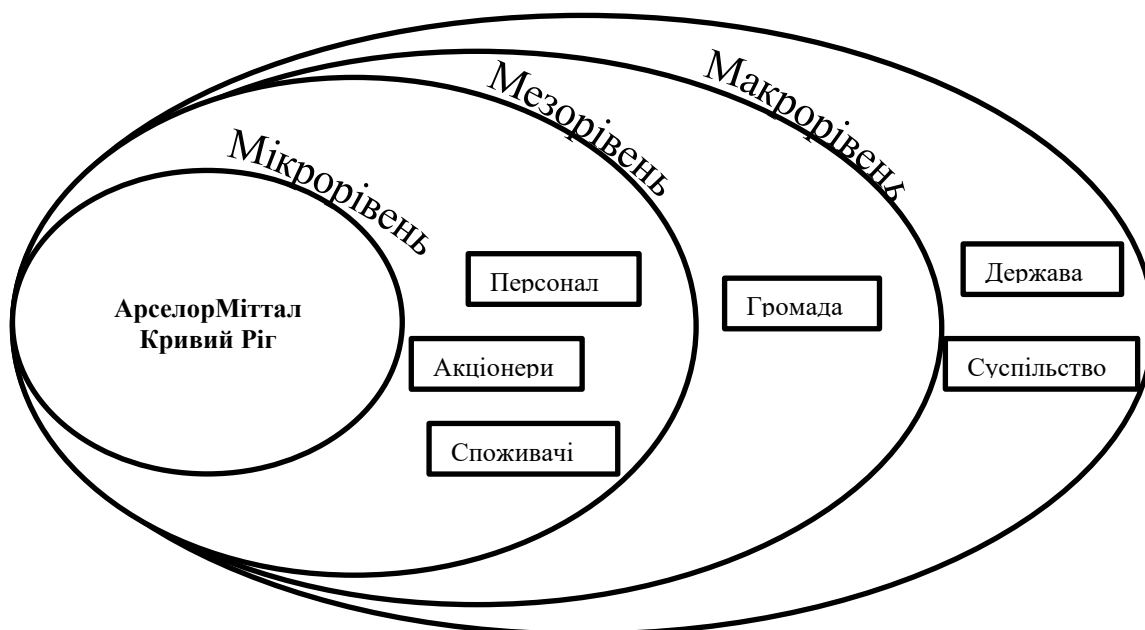 Мікрорівень
Мезорівень
Макрорівень
АрселорМіттал
Кривий Ріг
Персонал
Акціонери
Споживачі
Громада
Держава
Суспільство